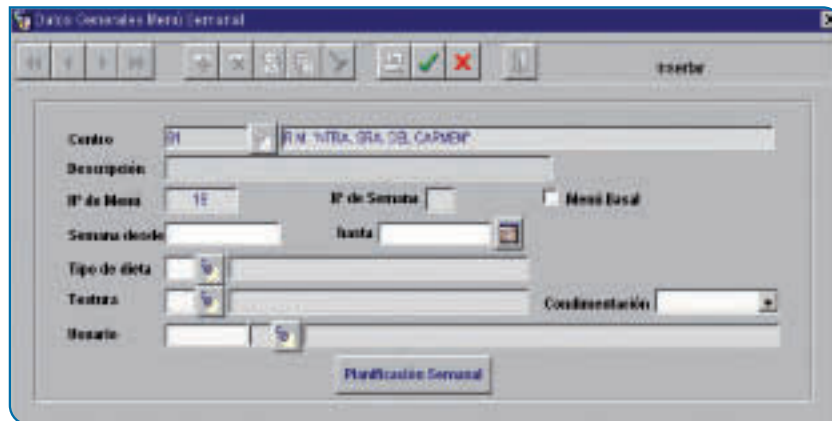 Datos Generales Menú Semanal
Insertar
Centro 01 R.M. "NTRA. SRA. DEL CARMEN"
Descripción
Nº de Menú 18 Nº de Semana Menú Basal
Semana desde hasta
Tipo de dieta
Textura Condimentación
Usuario
Planificación Semanal